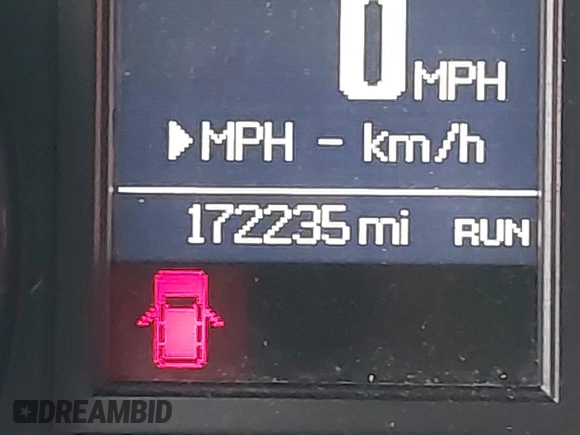 0 MPH
▶MPH - km/h
172235 mi RUN
DREAMBID